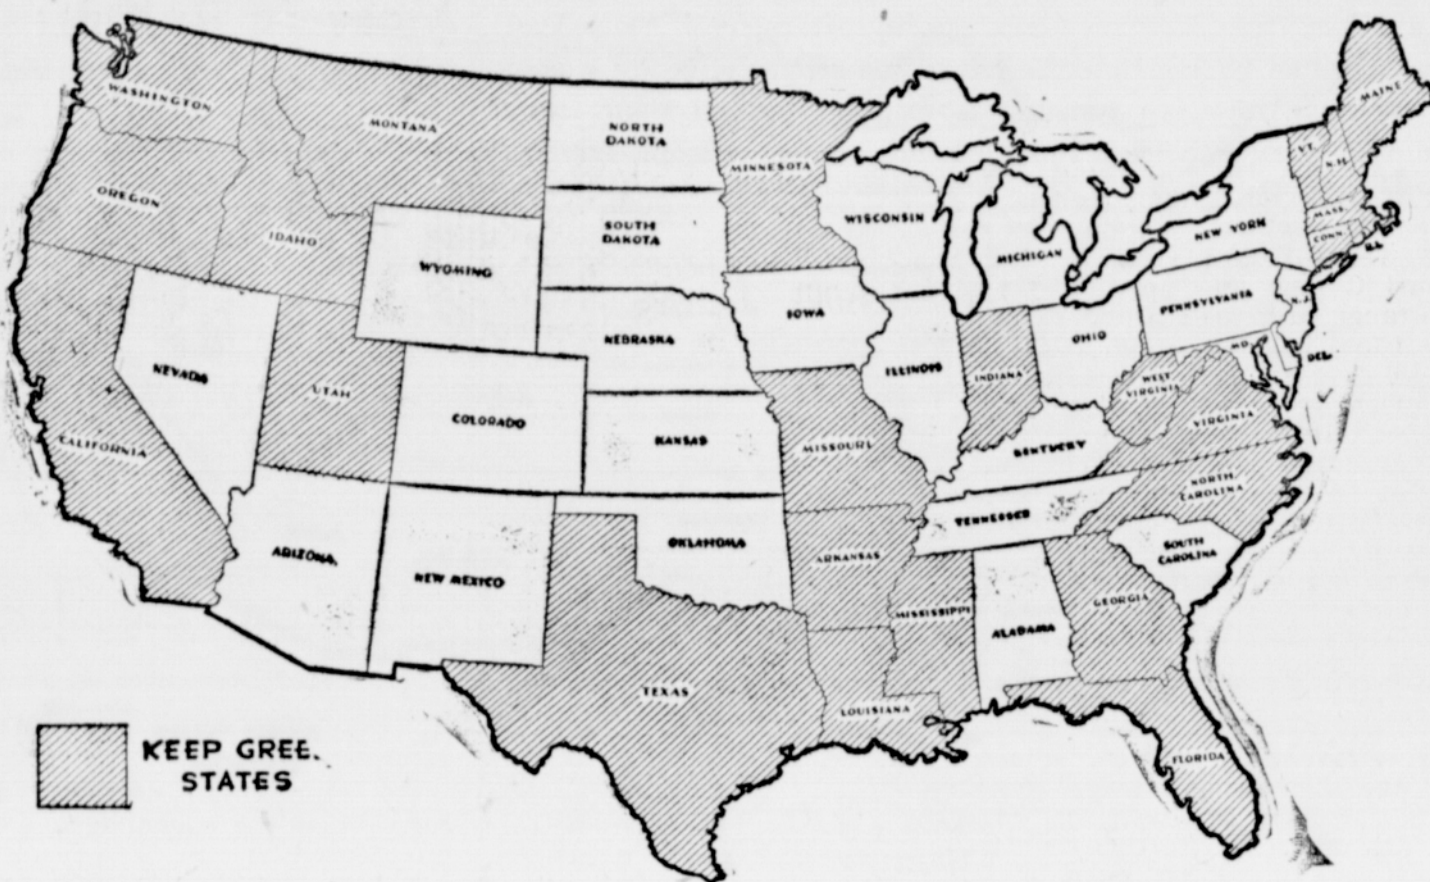 WASHINGTON
MONTANA
NORTH
DAKOTA
MINNESOTA
MAINE
VT.
N.H.
OREGON
IDAHO
WYOMING
SOUTH
DAKOTA
WISCONSIN
MICHIGAN
NEW YORK
MASS.
CONN.
R.I.
IOWA
NEBRASKA
PENNSYLVANIA
N.J.
OHIO
MD.
DEL.
NEVADA
UTAH
COLORADO
KANSAS
ILLINOIS
INDIANA
WEST
VIRGINIA
VIRGINIA
CALIFORNIA
MISSOURI
KENTUCKY
NORTH
CAROLINA
ARIZONA
NEW MEXICO
OKLAHOMA
ARKANSAS
TENNESSEE
SOUTH
CAROLINA
MISSISSIPPI
ALABAMA
GEORGIA
TEXAS
LOUISIANA
FLORIDA
KEEP GREE.
STATES